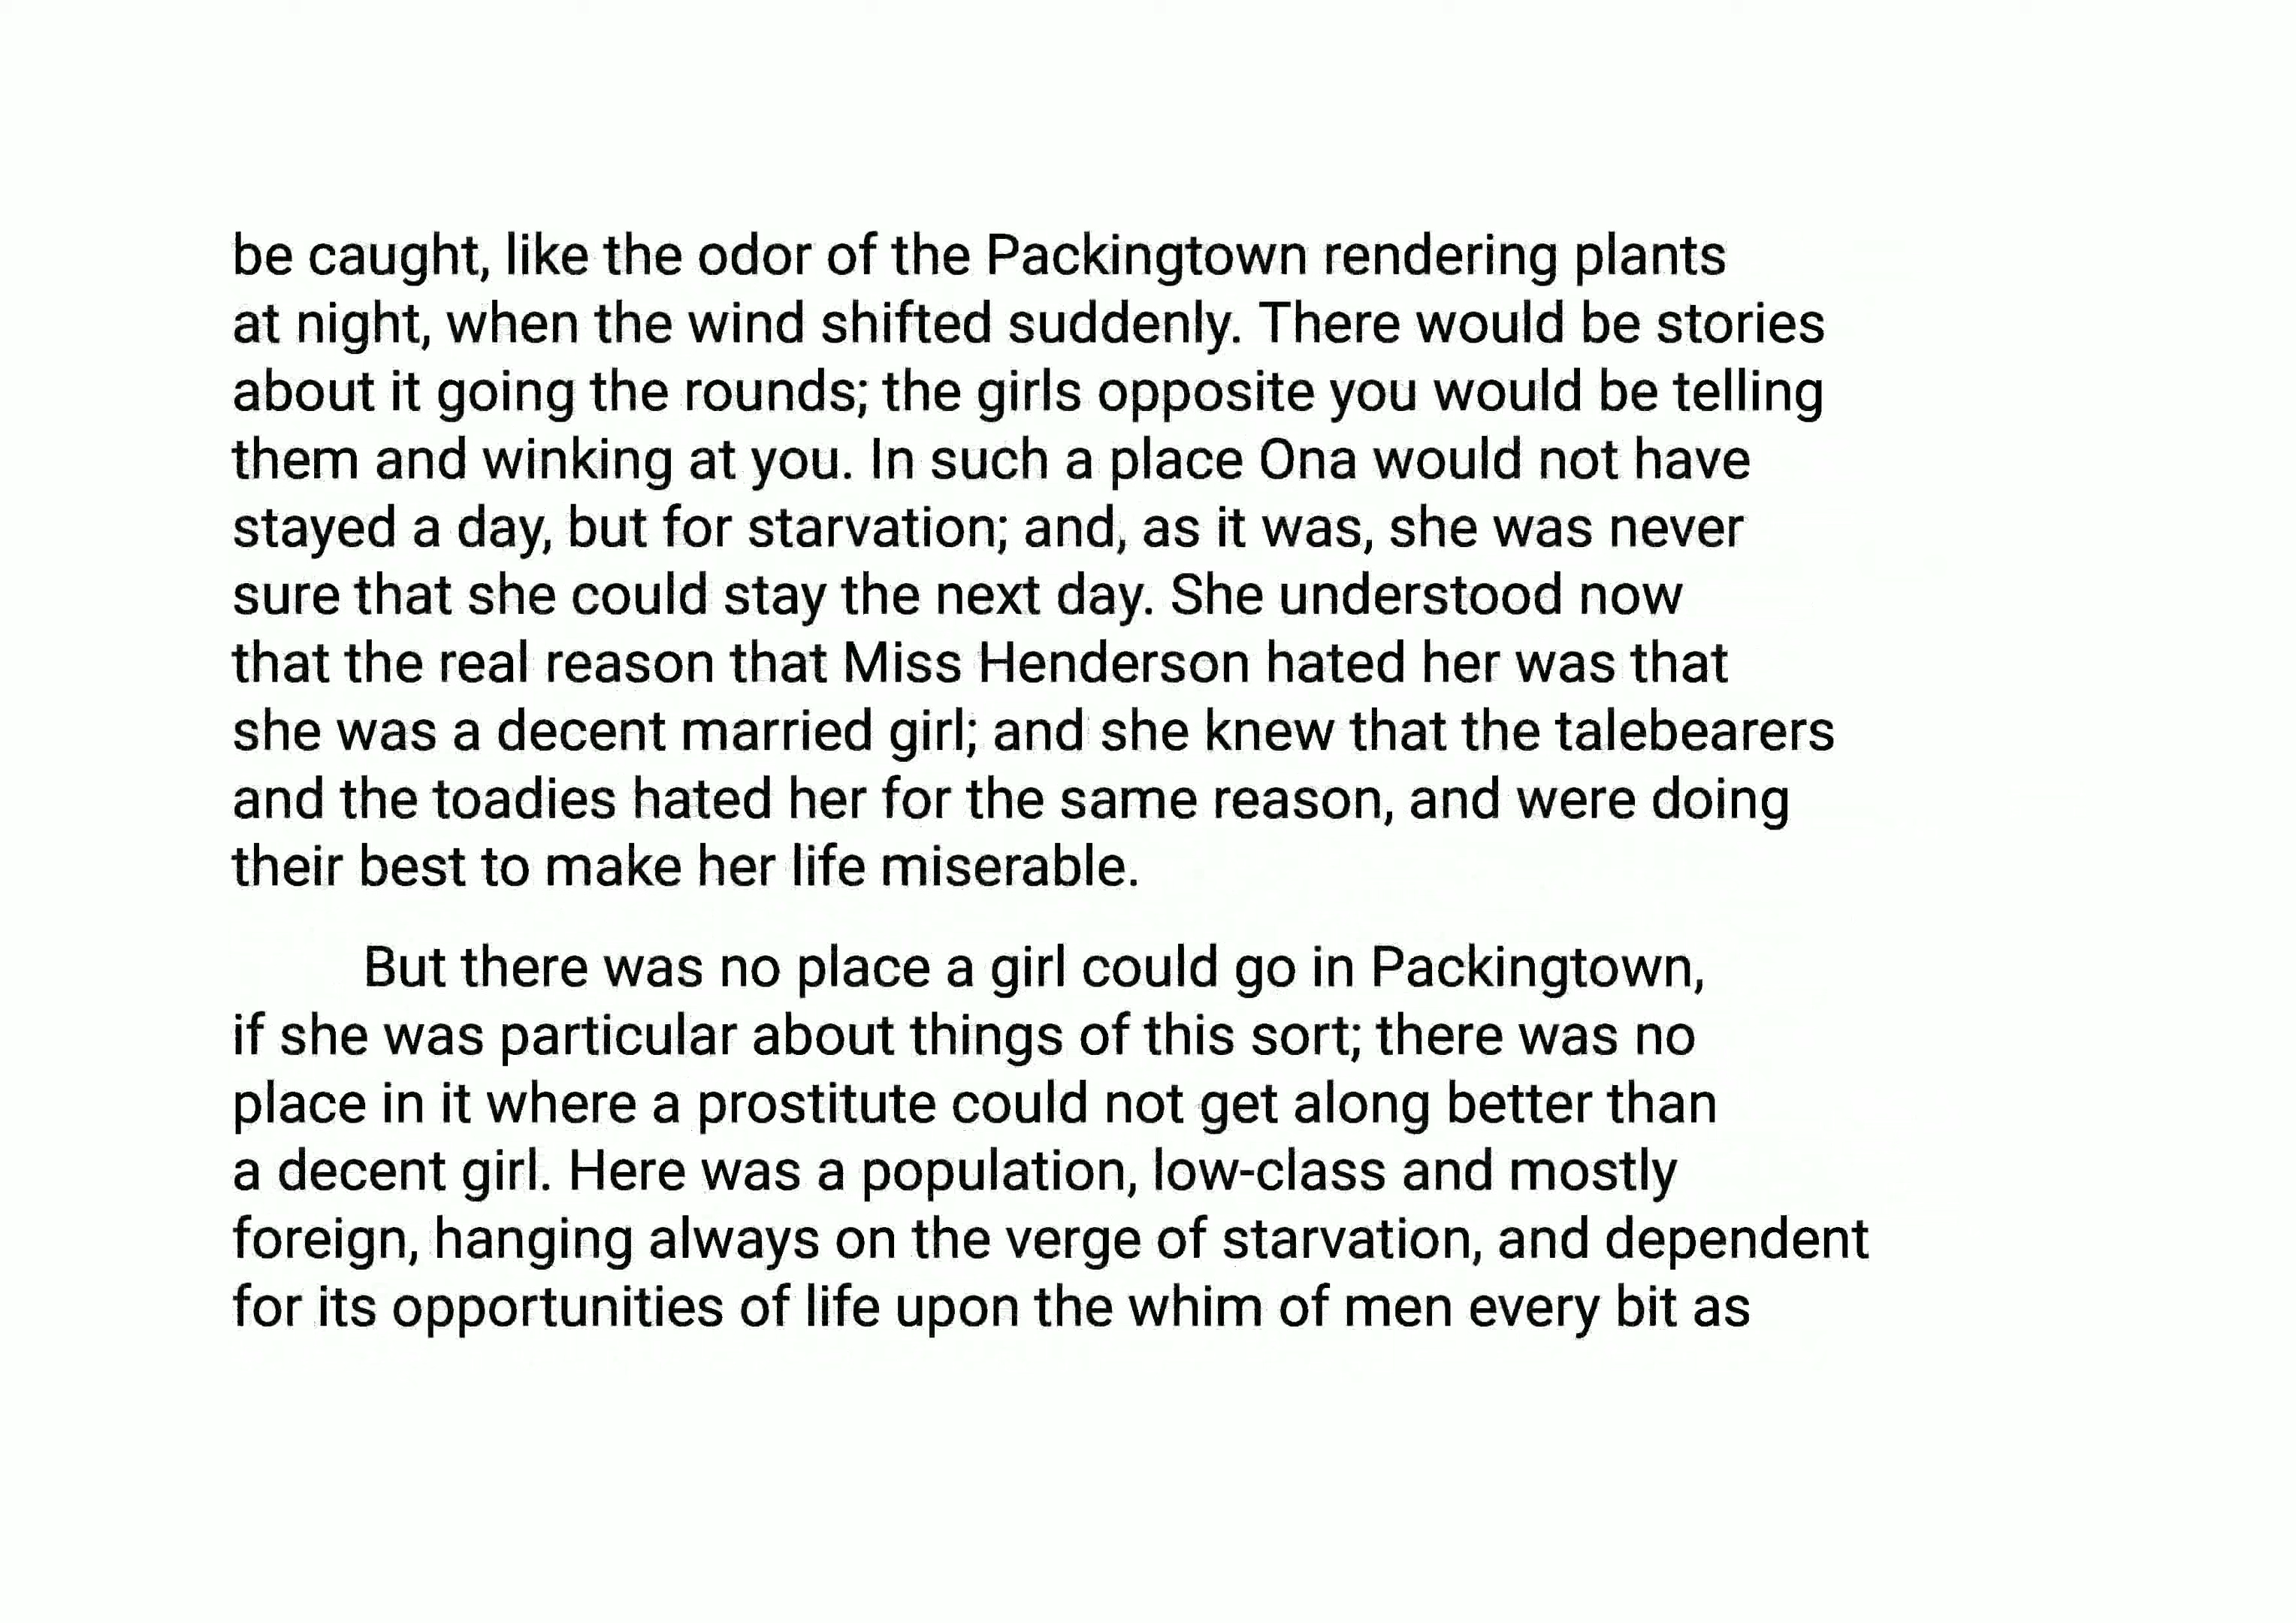 be caught, like the odor of the Packingtown rendering plants
at night, when the wind shifted suddenly. There would be stories
about it going the rounds; the girls opposite you would be telling
them and winking at you. In such a place Ona would not have
stayed a day, but for starvation; and, as it was, she was never
sure that she could stay the next day. She understood now
that the real reason that Miss Henderson hated her was that
she was a decent married girl; and she knew that the talebearers
and the toadies hated her for the same reason, and were doing
their best to make her life miserable.
But there was no place a girl could go in Packingtown,
if she was particular about things of this sort; there was no
place in it where a prostitute could not get along better than
a decent girl. Here was a population, low-class and mostly
foreign, hanging always on the verge of starvation, and dependent
for its opportunities of life upon the whim of men every bit as